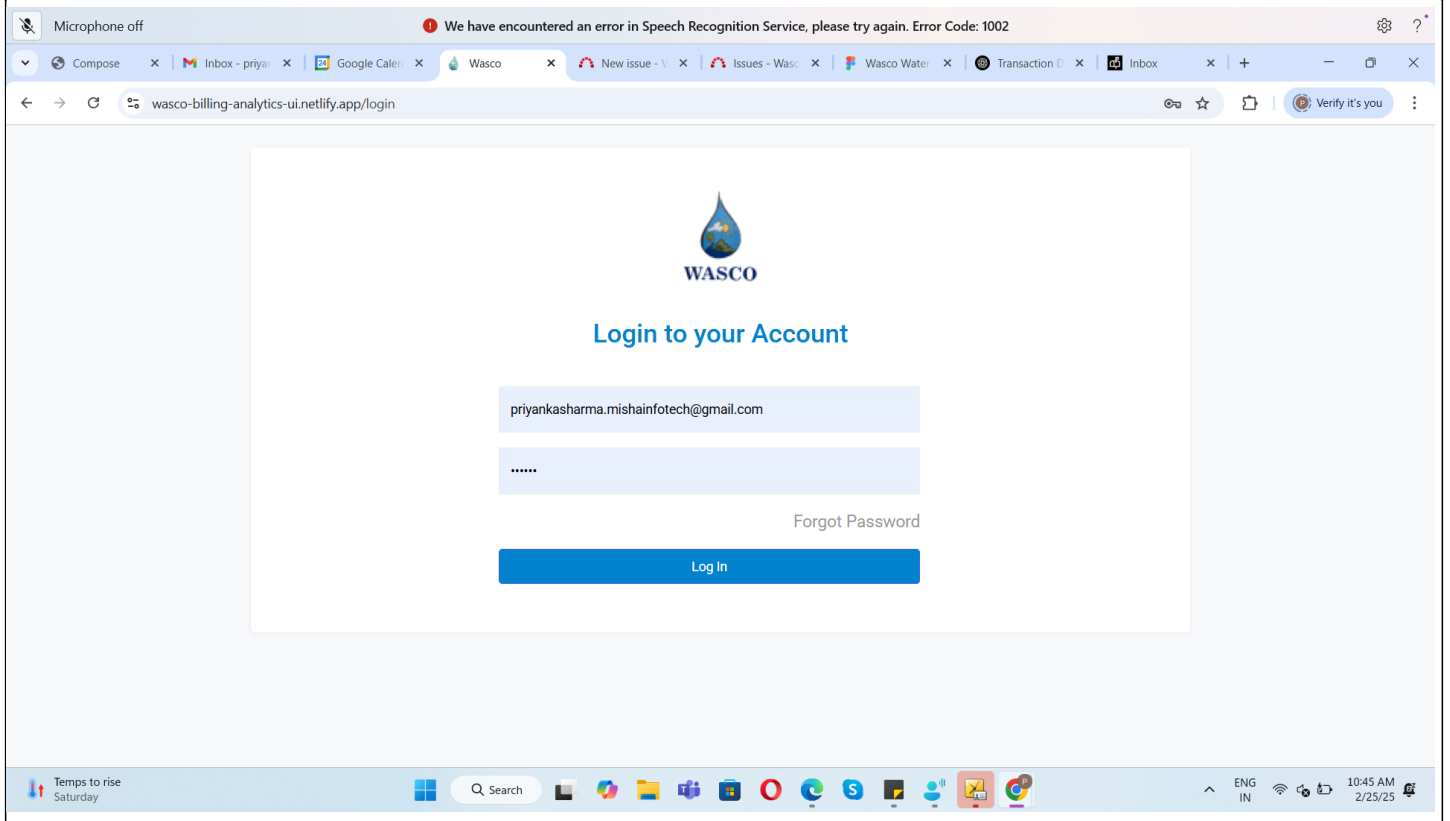 Microphone off
We have encountered an error in Speech Recognition Service, please try again. Error Code: 1002
?
Compose
Inbox - priyan
24
Google Calen
Wasco
New issue - W
Issues - Wasc
Wasco Water
Transaction D
Inbox
wasco-billing-analytics-ui.netlify.app/login
P
Verify it's you
WASCO
Login to your Account
priyankasharma.mishainfotech@gmail.com
••••••
Forgot Password
Log In
Temps to rise
Saturday
Search
P
ENG
IN
10:45 AM
2/25/25